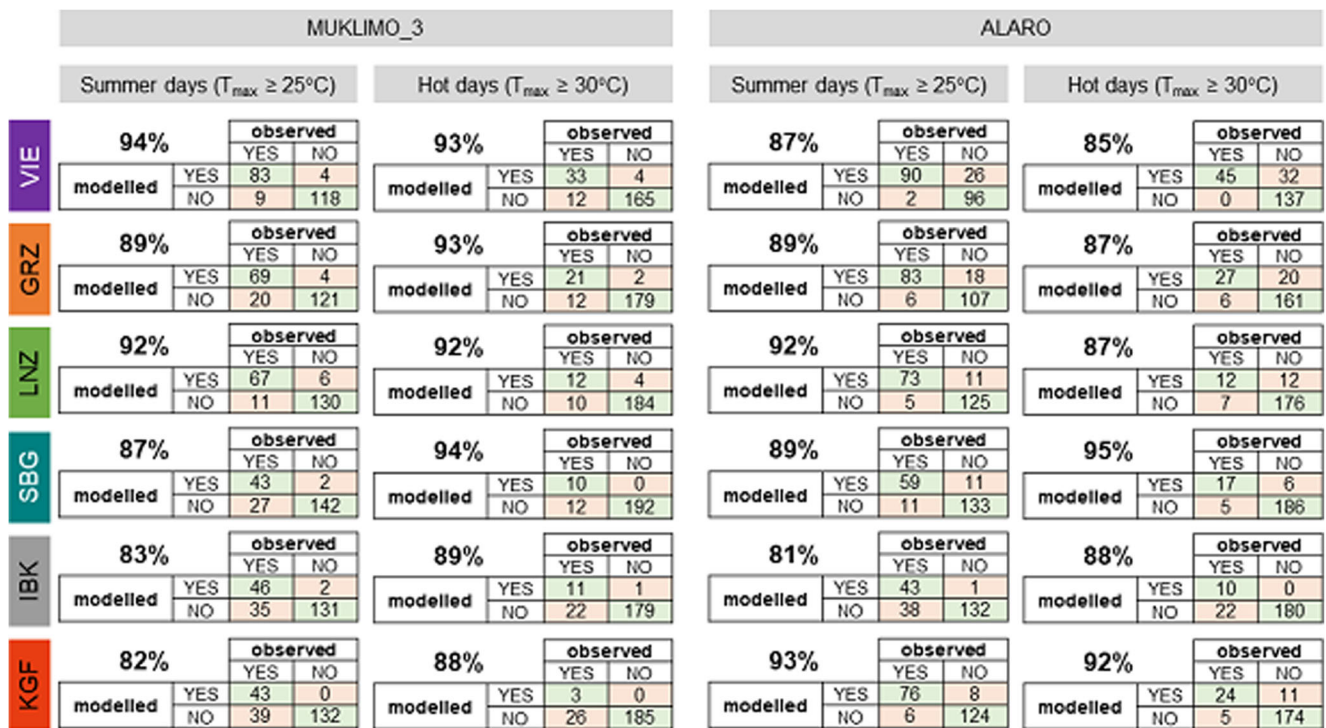 MUKLIMO_3 ALARO
Summer days (Tmax ≥ 25°C) Hot days (Tmax ≥ 30°C) Summer days (Tmax ≥ 25°C) Hot days (Tmax ≥ 30°C)
VIE
94% observed 93% observed 87% observed 85% observed
YES NO YES NO YES NO YES NO
modelled YES 83 4 modelled YES 33 4 modelled YES 90 26 modelled YES 45 32
NO 9 118 NO 12 165 NO 2 96 NO 0 137
GRZ
89% observed 93% observed 89% observed 87% observed
YES NO YES NO YES NO YES NO
modelled YES 69 4 modelled YES 21 2 modelled YES 83 18 modelled YES 27 20
NO 20 121 NO 12 179 NO 6 107 NO 6 161
LNZ
92% observed 92% observed 92% observed 87% observed
YES NO YES NO YES NO YES NO
modelled YES 67 6 modelled YES 12 4 modelled YES 73 11 modelled YES 12 12
NO 11 130 NO 10 184 NO 5 125 NO 7 176
SBG
87% observed 94% observed 89% observed 95% observed
YES NO YES NO YES NO YES NO
modelled YES 43 2 modelled YES 10 0 modelled YES 59 11 modelled YES 17 6
NO 27 142 NO 12 192 NO 11 133 NO 5 186
IBK
83% observed 89% observed 81% observed 88% observed
YES NO YES NO YES NO YES NO
modelled YES 46 2 modelled YES 11 1 modelled YES 43 1 modelled YES 10 0
NO 35 131 NO 22 179 NO 38 132 NO 22 180
KGF
82% observed 88% observed 93% observed 92% observed
YES NO YES NO YES NO YES NO
modelled YES 43 0 modelled YES 3 0 modelled YES 76 8 modelled YES 24 11
NO 39 132 NO 26 185 NO 6 124 NO 5 174